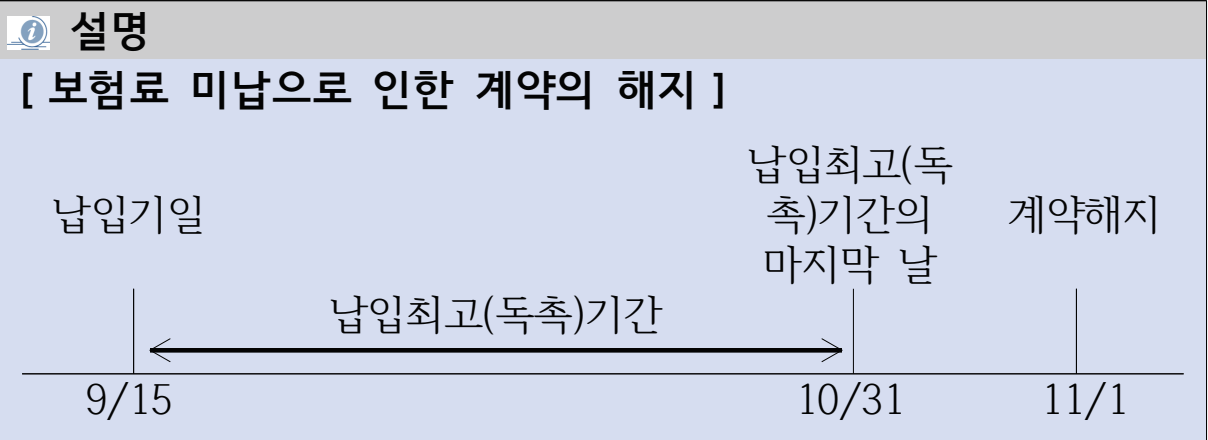 설명
[ 보험료 미납으로 인한 계약의 해지 ]
납입기일
납입최고(독
촉)기간의
마지막 날
계약해지
납입최고(독촉)기간
9/15
10/31
11/1